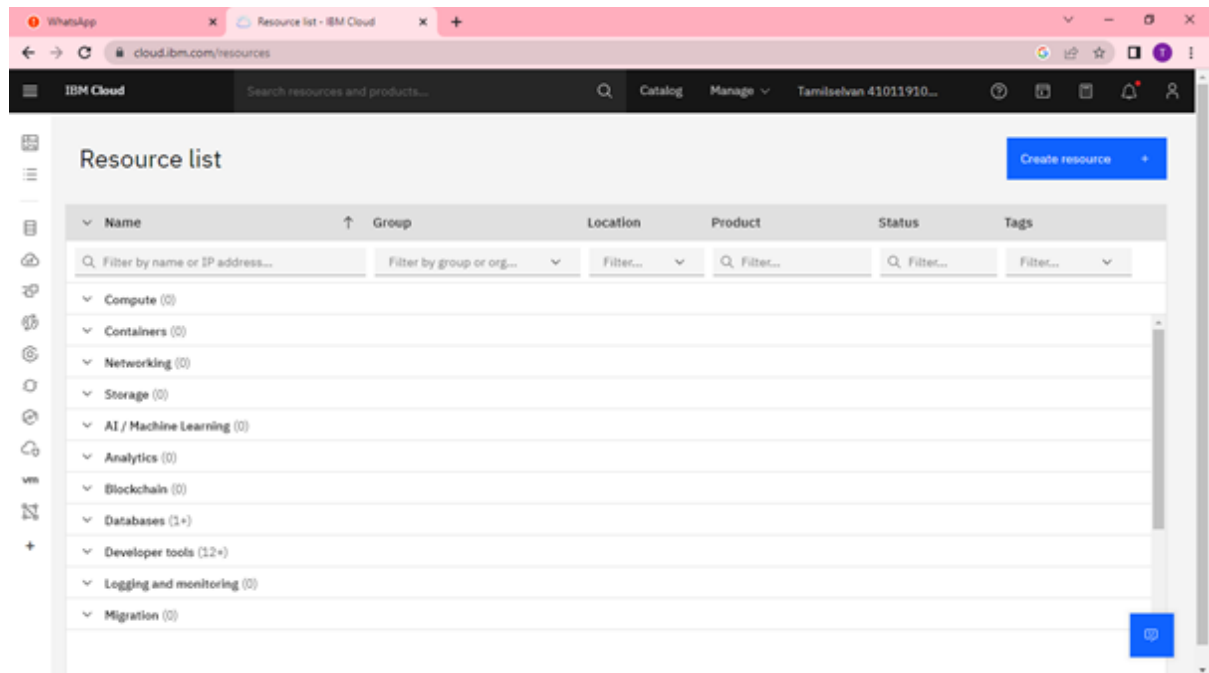 WhatsApp Resource list - IBM Cloud
cloud.ibm.com/resources T
IBM Cloud Search resources and products... Catalog Manage Tamilselvan 41011910...
Resource list Create resource +
Name Group Location Product Status Tags
Filter by name or IP address... Filter by group or org... Filter... Filter... Filter... Filter...
Compute (0)
Containers (0)
Networking (0)
Storage (0)
AI / Machine Learning (0)
Analytics (0)
vm
Blockchain (0)
Databases (1+)
Developer tools (12+)
Logging and monitoring (0)
Migration (0)